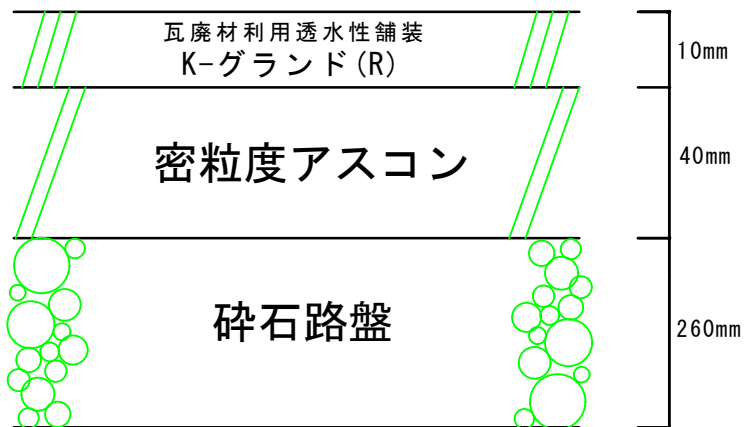 瓦廃材利用透水性舗装
K-グランド(R)
10mm
密粒度アスコン
40mm
砕石路盤
260mm